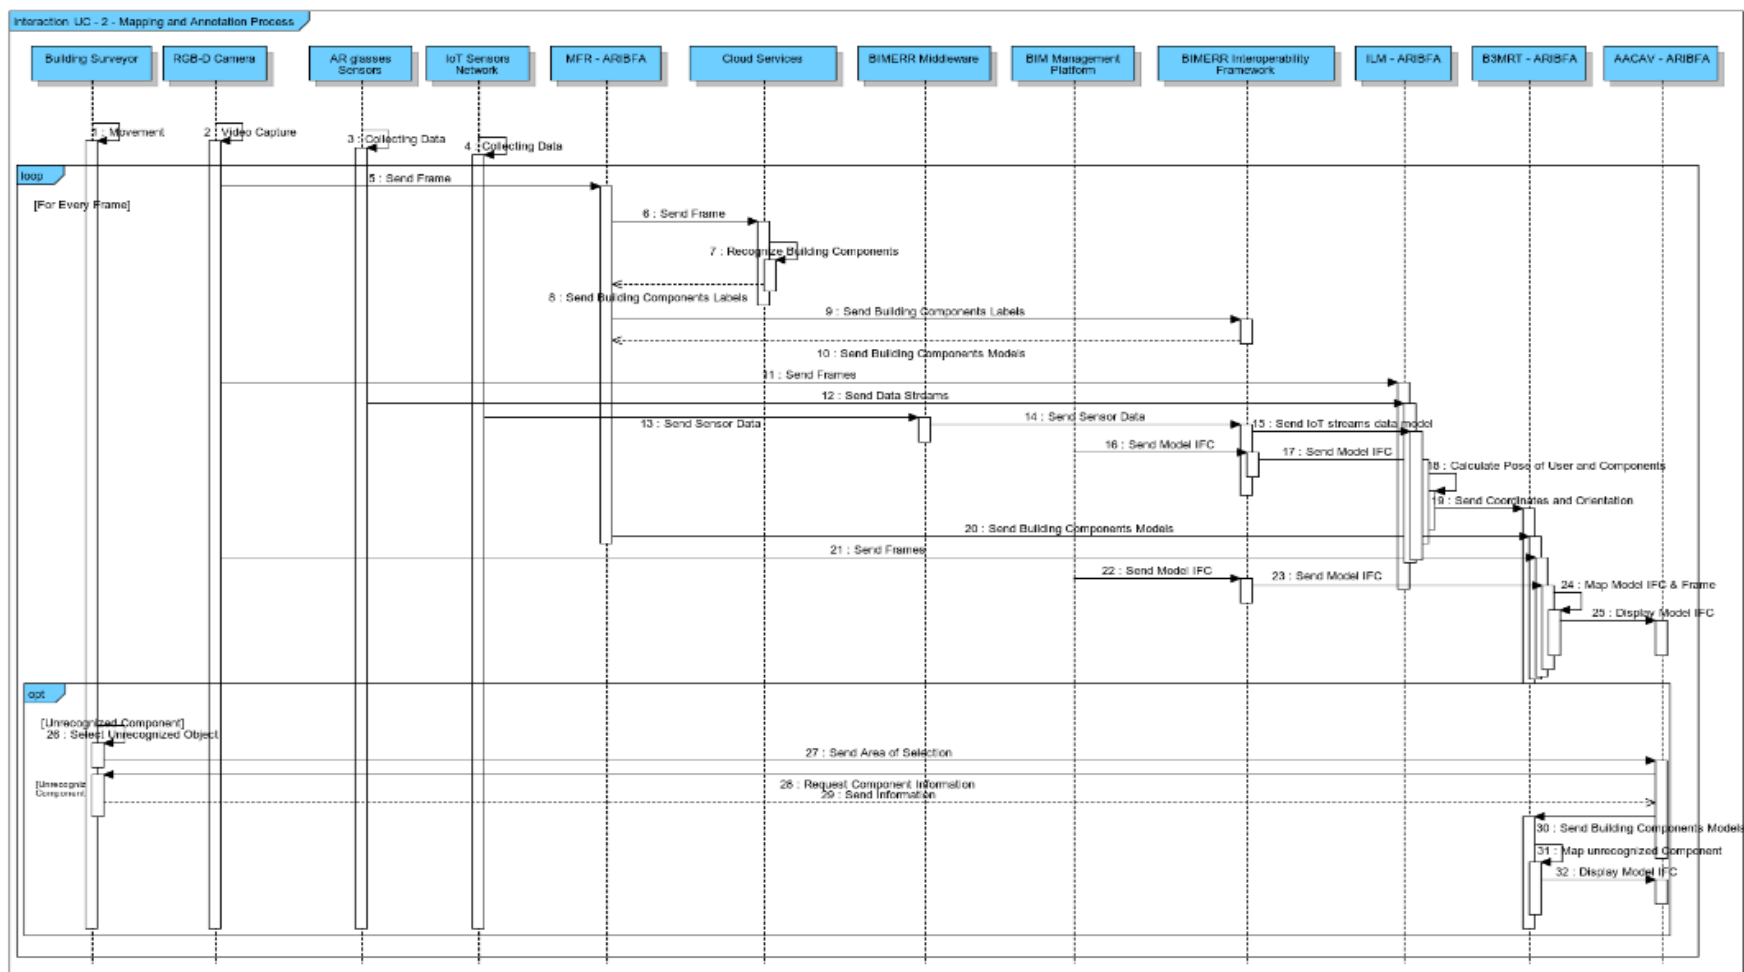 Interaction UC - 2 - Mapping and Annotation Process
Building Surveyor
RGB-D Camera
AR glasses
Sensors
IoT Sensors
Network
MFR - ARIBFA
Cloud Services
BIMERR Middleware
BIM Management
Platform
BIMERR Interoperability
Framework
ILM - ARIBFA
B3MRT - ARIBFA
AACAV - ARIBFA
1 : Movement
2 : Video Capture
3 : Collecting Data
4 : Collecting Data
loop
5 : Send Frame
[For Every Frame]
6 : Send Frame
7 : Recognize Building Components
8 : Send Building Components Labels
9 : Send Building Components Labels
10 : Send Building Components Models
11 : Send Frames
12 : Send Data Streams
13 : Send Sensor Data
14 : Send Sensor Data
15 : Send IoT streams data model
16 : Send Model IFC
17 : Send Model IFC
18 : Calculate Pose of User and Components
19 : Send Coordinates and Orientation
20 : Send Building Components Models
21 : Send Frames
22 : Send Model IFC
23 : Send Model IFC
24 : Map Model IFC & Frame
25 : Display Model IFC
opt
[Unrecognized Component]
26 : Select Unrecognized Object
27 : Send Area of Selection
[Unrecogniz
Component
28 : Request Component Information
29 : Send Information
30 : Send Building Components Models
31 : Map unrecognized Component
32 : Display Model IFC